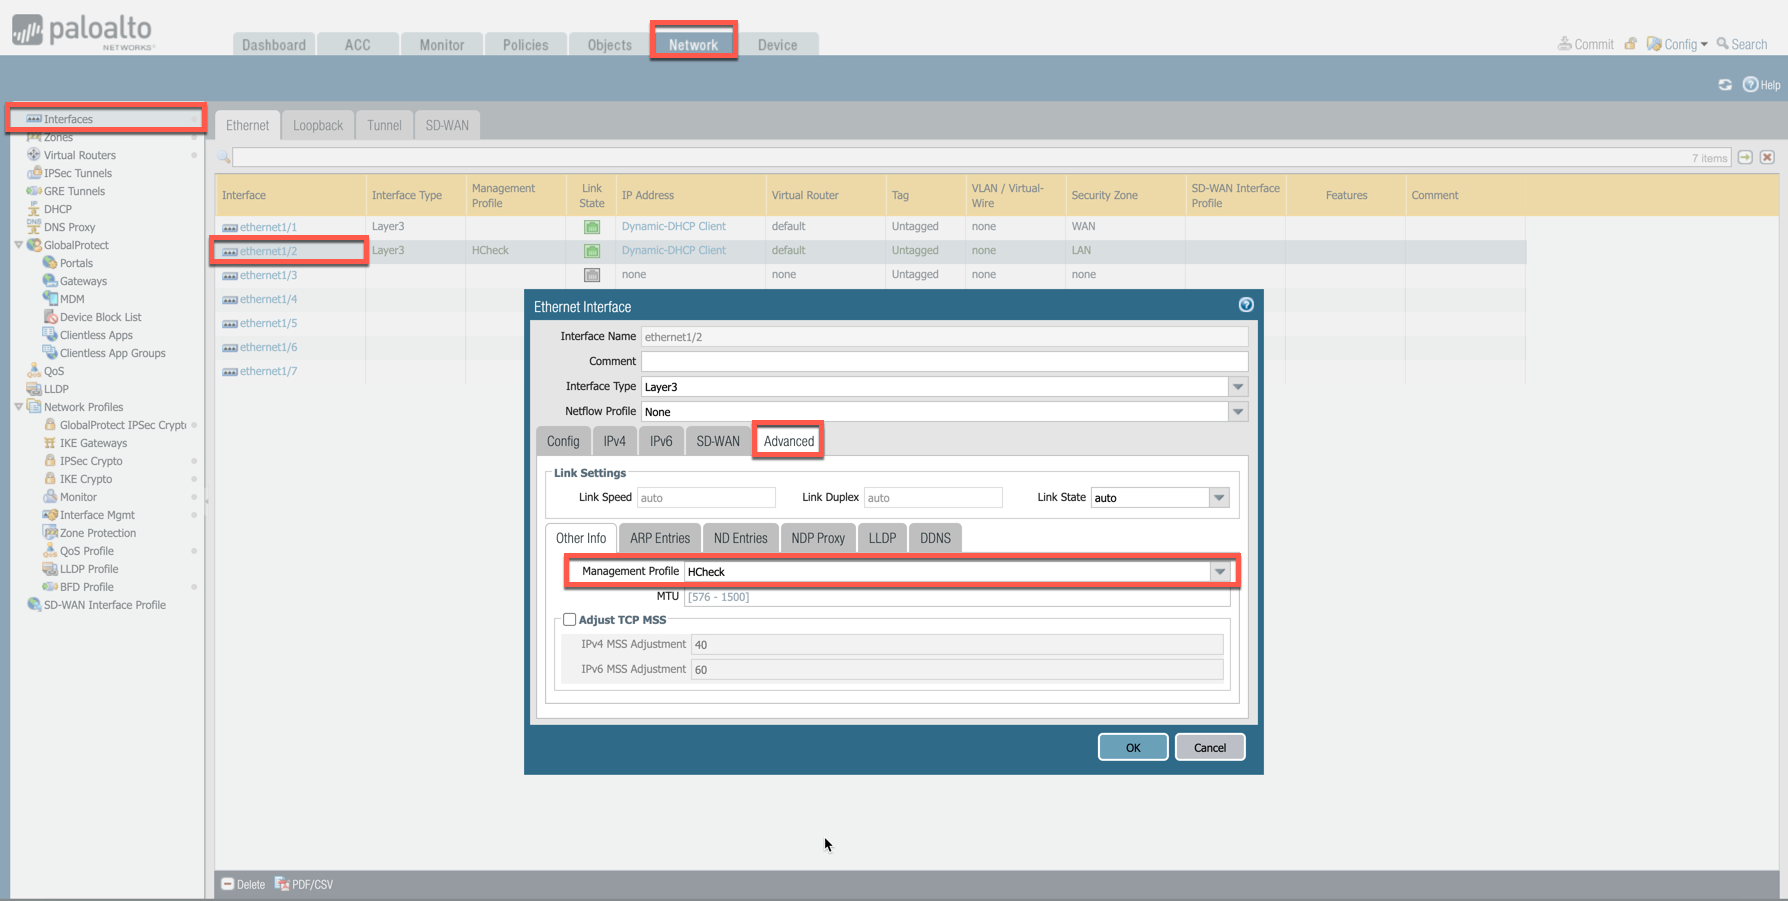 paloalto
NETWORKS®
Dashboard ACC Monitor Policies Objects Network Device
Commit Config Search
Help
Interfaces
Zones
Virtual Routers
IPSec Tunnels
GRE Tunnels
DHCP
DNS Proxy
GlobalProtect
Portals
Gateways
MDM
Device Block List
Clientless Apps
Clientless App Groups
QoS
LLDP
Network Profiles
GlobalProtect IPSec Crypt
IKE Gateways
IPSec Crypto
IKE Crypto
Monitor
Interface Mgmt
Zone Protection
QoS Profile
LLDP Profile
BFD Profile
SD-WAN Interface Profile
Ethernet Loopback Tunnel SD-WAN
7 items
Interface Interface Type Management Profile Link State IP Address Virtual Router Tag VLAN / Virtual-Wire Security Zone SD-WAN Interface Profile Features Comment
ethernet1/1 Layer3 Dynamic-DHCP Client default Untagged none WAN
ethernet1/2 Layer3 HCheck Dynamic-DHCP Client default Untagged none LAN
ethernet1/3 none none Untagged none none
ethernet1/4
ethernet1/5
ethernet1/6
ethernet1/7
Ethernet Interface
Interface Name ethernet1/2
Comment
Interface Type Layer3
Netflow Profile None
Config IPv4 IPv6 SD-WAN Advanced
Link Settings
Link Speed auto Link Duplex auto Link State auto
Other Info ARP Entries ND Entries NDP Proxy LLDP DDNS
Management Profile HCheck
MTU [576 - 1500]
Adjust TCP MSS
IPv4 MSS Adjustment 40
IPv6 MSS Adjustment 60
OK Cancel
Delete PDF/CSV